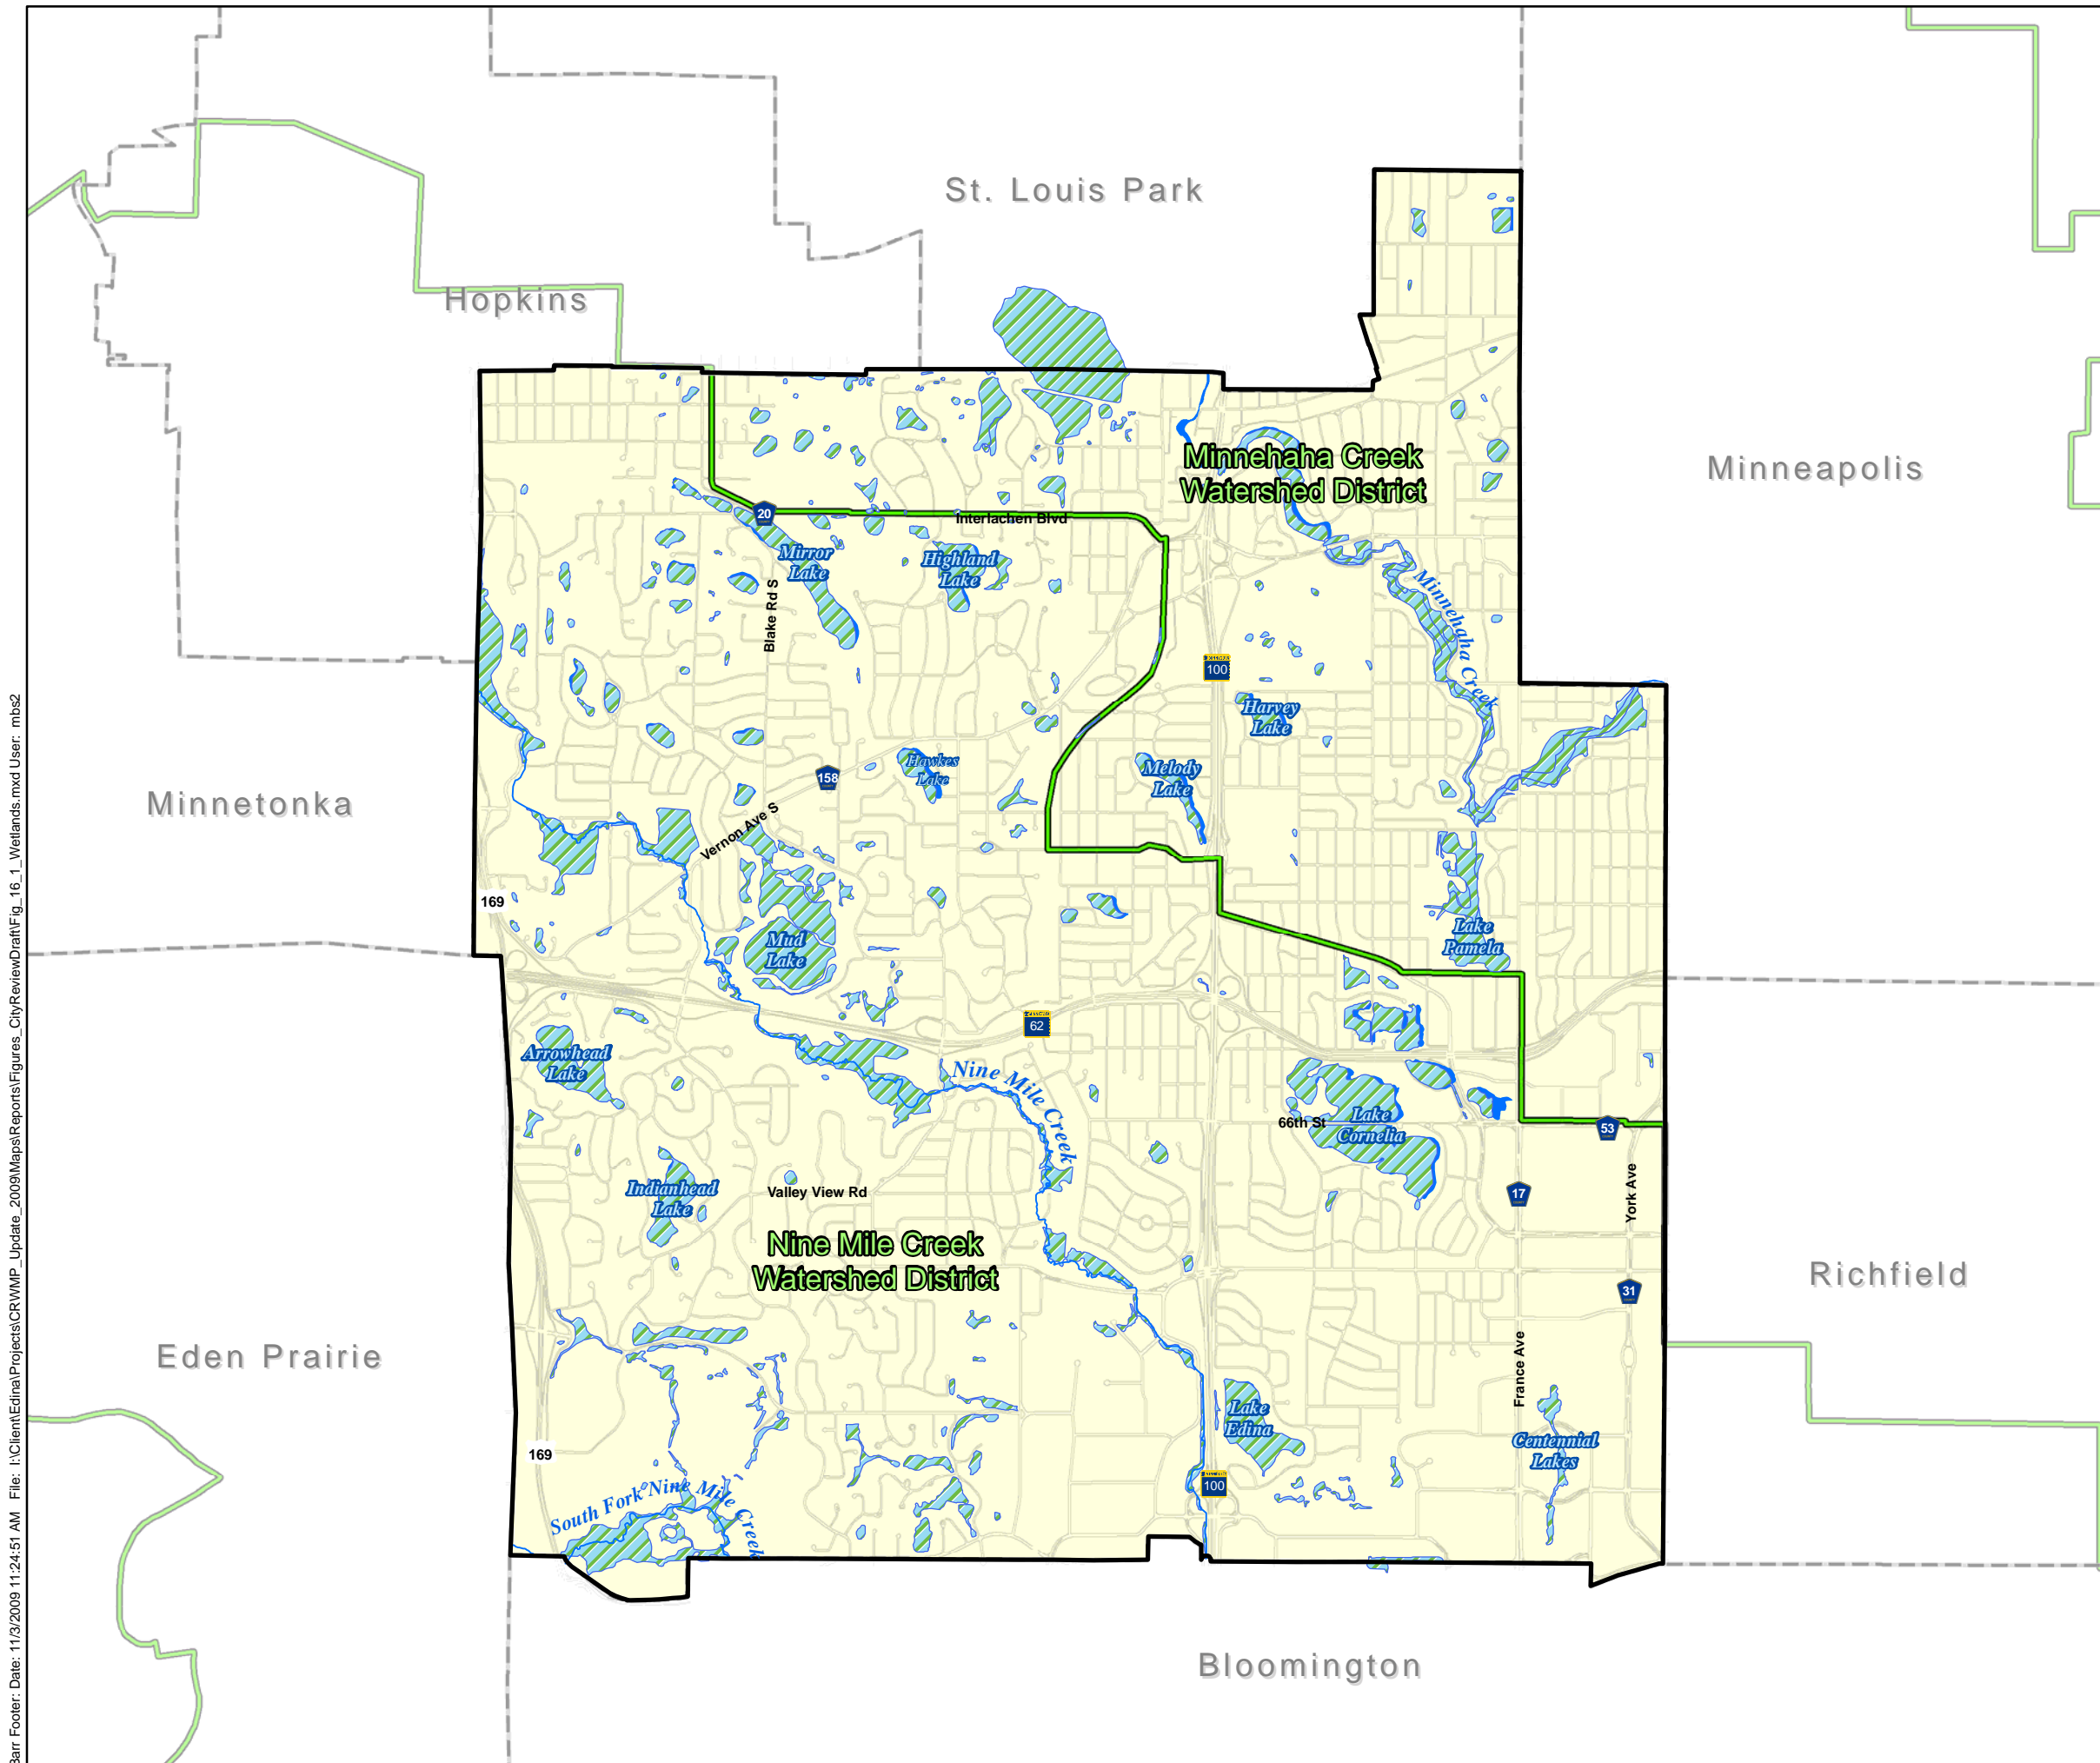 St. Louis Park
Hopkins
Minnehaha Creek
Watershed District
Minneapolis
20
Interlachen Blvd
Mirror
Lake
Highland
Lake
Blake Rd S
Minnehaha Creek
100
Harvey
Lake
Hawkes
Lake
Melody
Lake
158
Minnetonka
Vernon Ave S
169
Mud
Lake
Lake
Pamela
62
Arrowhead
Lake
Nine Mile Creek
66th St
Lake
Cornelia
53
Indianhead
Lake
Valley View Rd
17
York Ave
Nine Mile Creek
Watershed District
Richfield
31
Eden Prairie
France Ave
Lake
Edina
Centennial
Lakes
169
100
South Fork Nine Mile Creek
Bloomington
Barr Footer: Date: 11/3/2009 11:24:51 AM File: I:\Client\Edina\Projects\CRWMP_Update_2009\Maps\Reports\Figures_CityReviewDraft\Fig_16_1_Wetlands.mxd User: mbs2